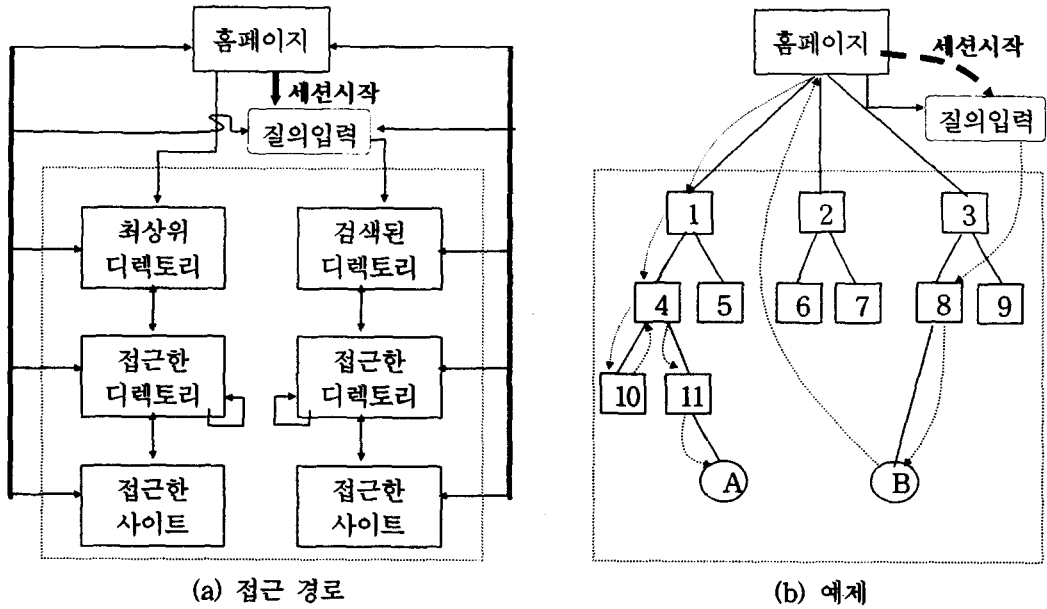 홈페이지
세션시작
질의입력
최상위
디렉토리
검색된
디렉토리
접근한
디렉토리
접근한
디렉토리
접근한
사이트
접근한
사이트
(a) 접근 경로
홈페이지
세션시작
질의입력
1
2
3
4
5
6
7
8
9
10
11
A
B
(b) 예제